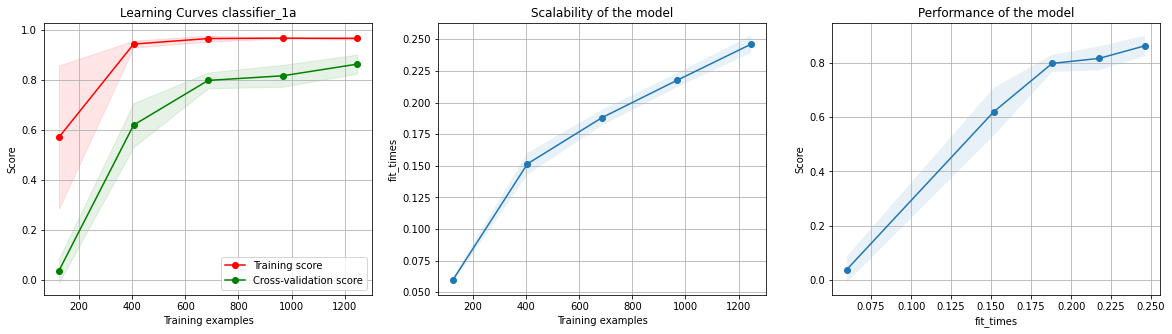 Learning Curves classifier_1a
1.0
0.8
0.6
0.4
0.2
0.0
Score
200 400 600 800 1000 1200
Training examples
Training score
Cross-validation score
Scalability of the model
0.250
0.225
0.200
0.175
0.150
0.125
0.100
0.075
0.050
fit_times
200 400 600 800 1000 1200
Training examples
Performance of the model
0.8
0.6
0.4
0.2
0.0
Score
0.075 0.100 0.125 0.150 0.175 0.200 0.225 0.250
fit_times